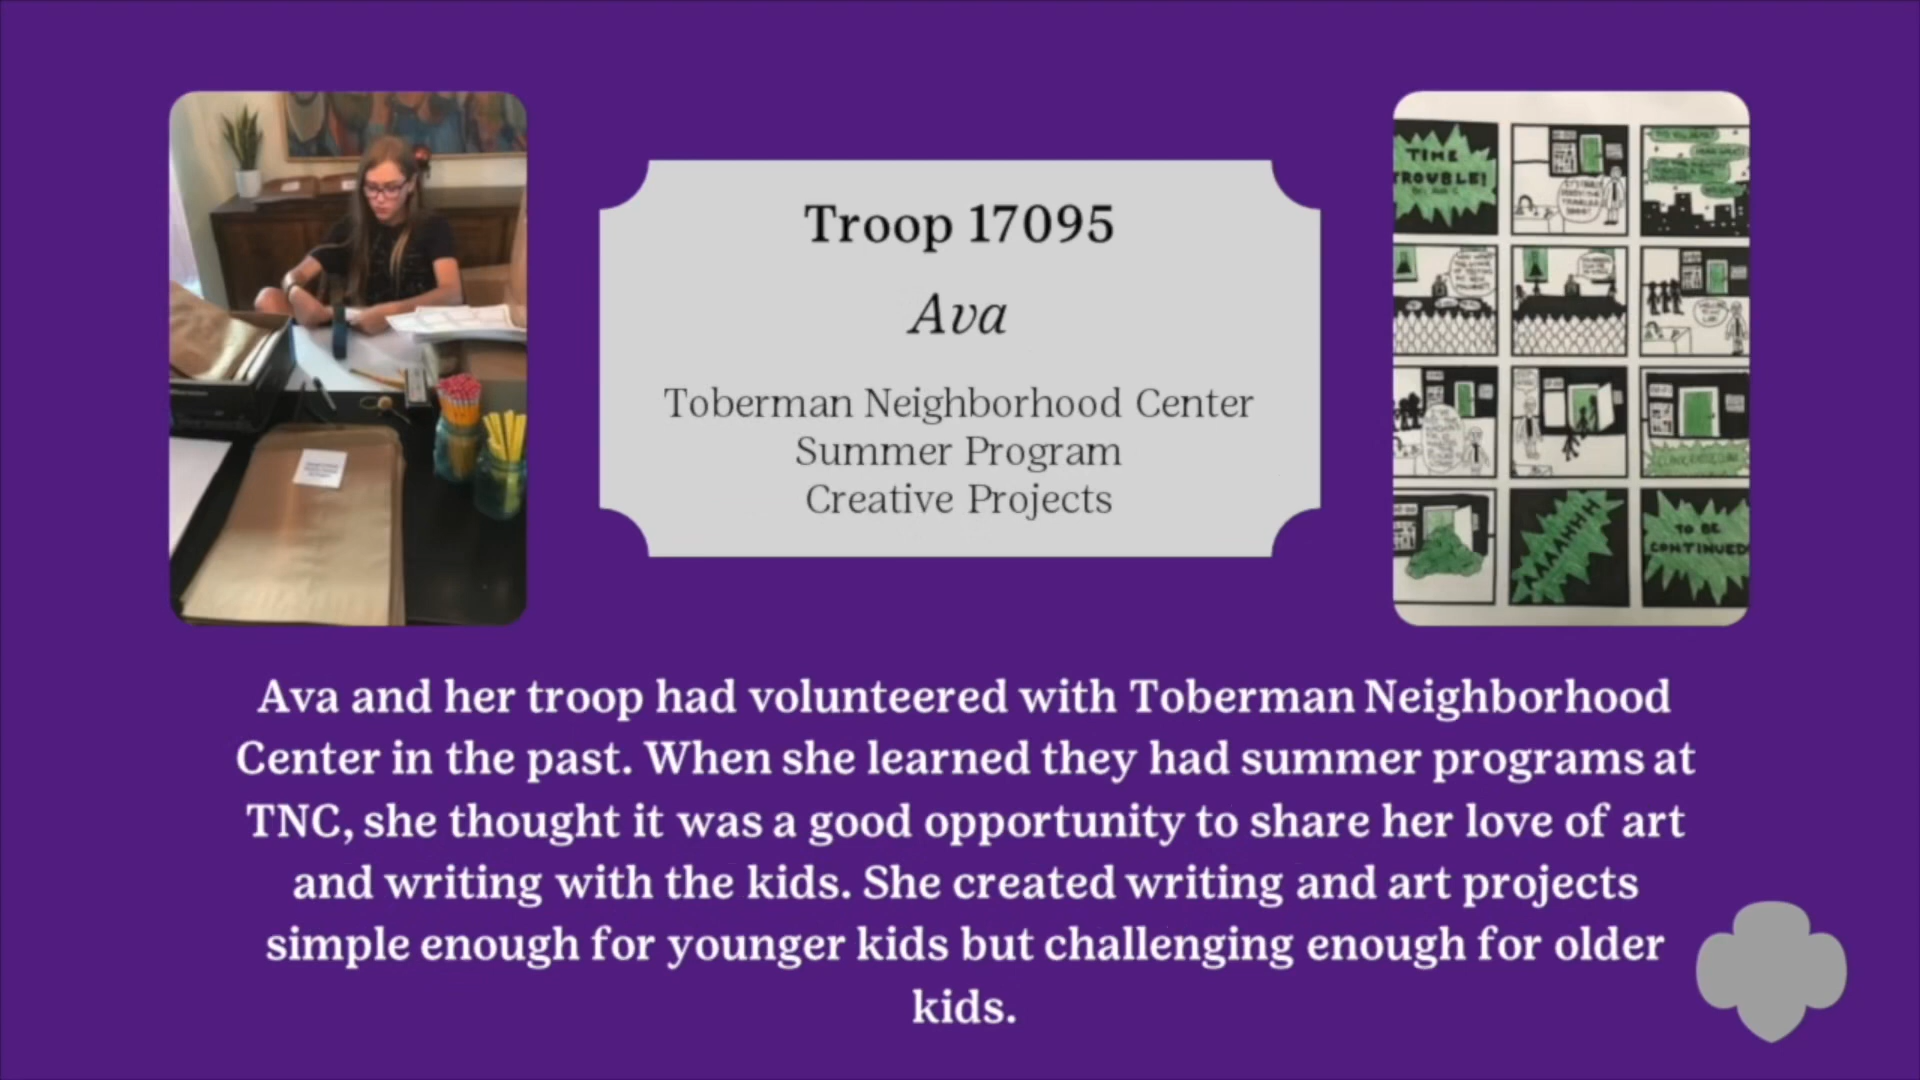 Troop 17095
Ava
Toberman Neighborhood Center
Summer Program
Creative Projects
TIME
TROUBLE!
AAAAHHH
TO BE
CONTINUED
Ava and her troop had volunteered with Toberman Neighborhood
Center in the past. When she learned they had summer programs at
TNC, she thought it was a good opportunity to share her love of art
and writing with the kids. She created writing and art projects
simple enough for younger kids but challenging enough for older
kids.